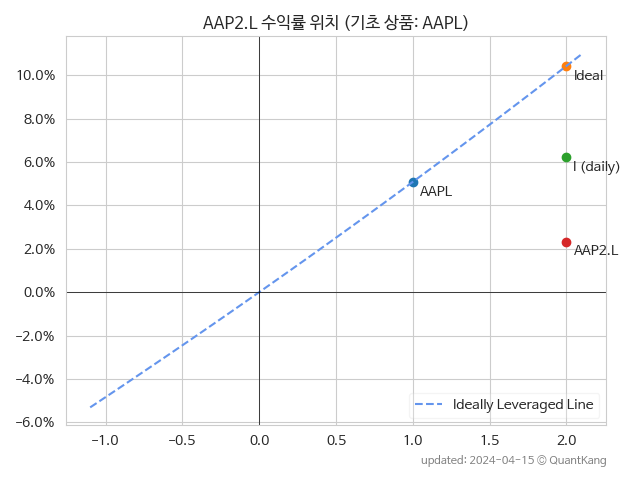 AAP2.L 수익률 위치 (기초 상품: AAPL)
10.0%
8.0%
6.0%
4.0%
2.0%
0.0%
−2.0%
−4.0%
−6.0%
Ideal
I (daily)
AAPL
AAP2.L
Ideally Leveraged Line
−1.0 −0.5 0.0 0.5 1.0 1.5 2.0
updated: 2024-04-15 © QuantKang